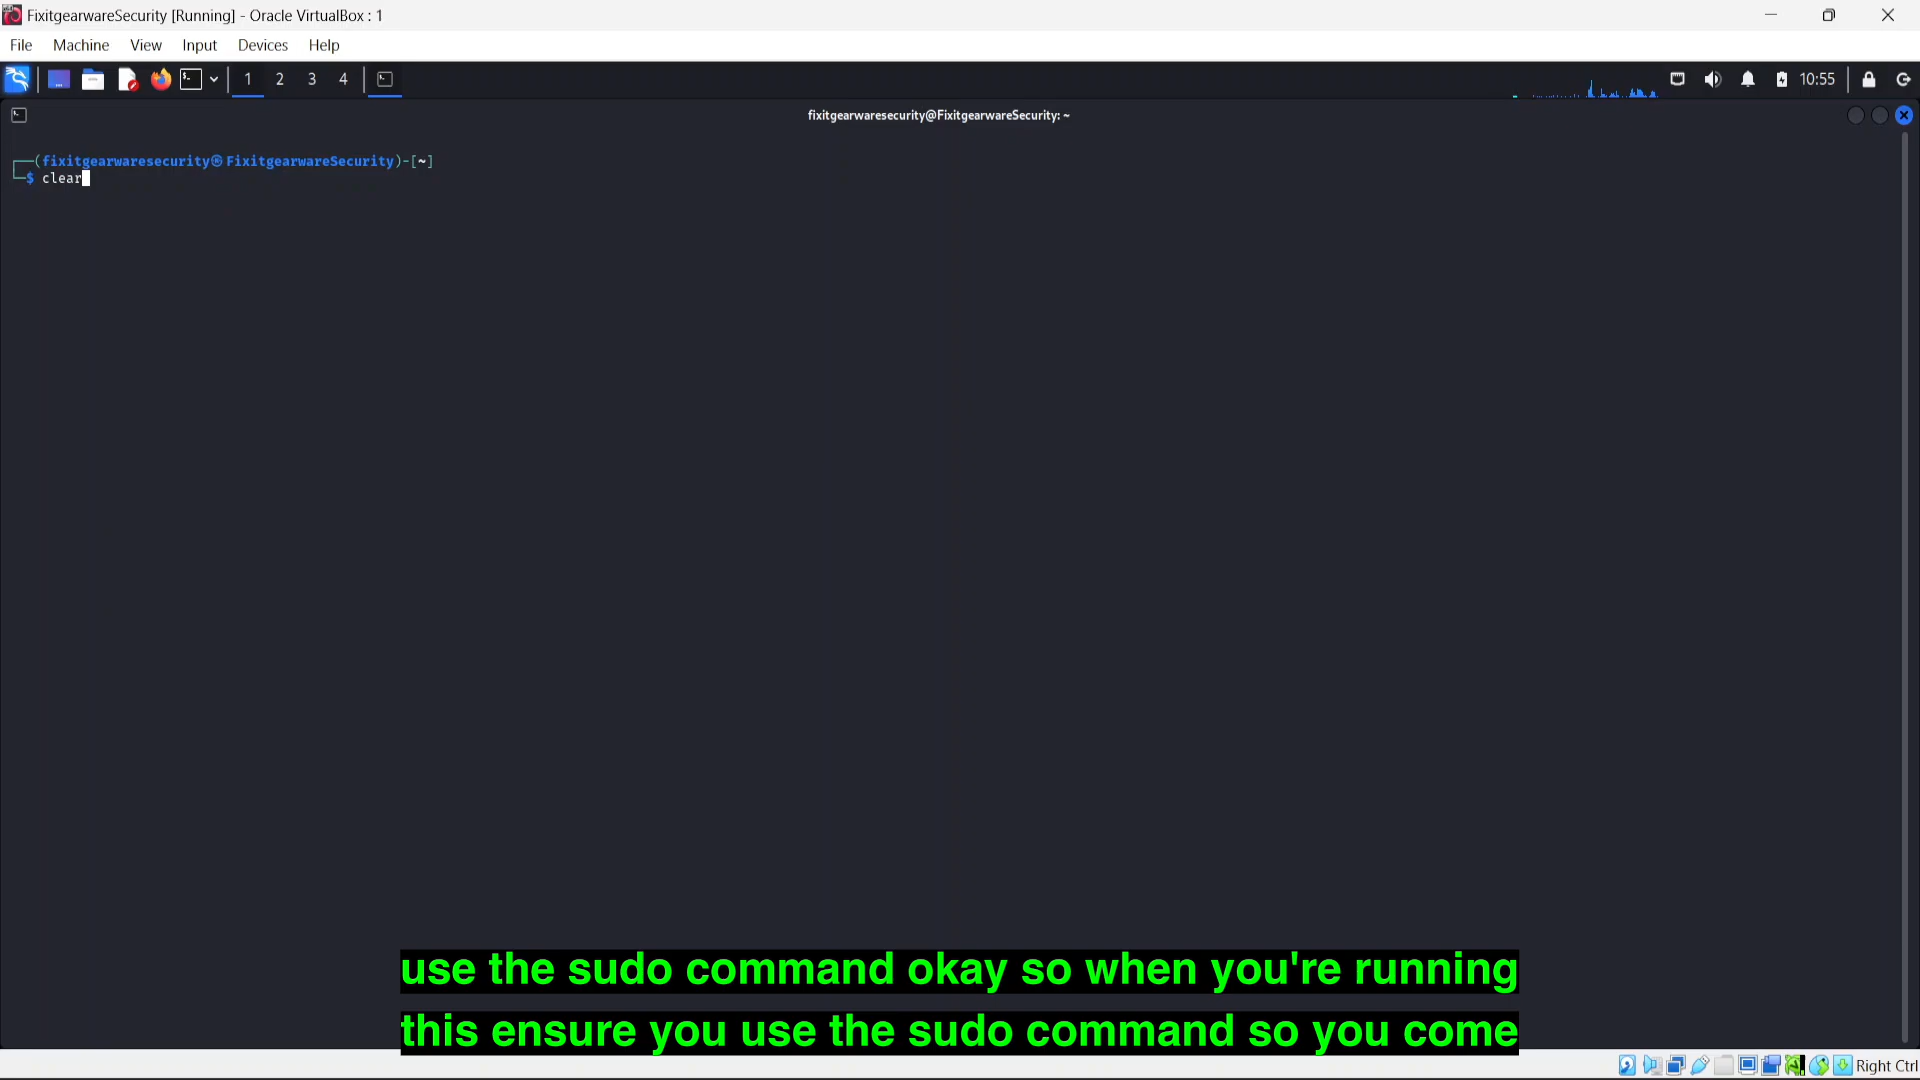 FixitgearwareSecurity [Running] - Oracle VirtualBox : 1
File Machine View Input Devices Help
1 2 3 4 10:55
fixitgearwaresecurity@FixitgearwareSecurity: ~
┌──(fixitgearwaresecurity㉿FixitgearwareSecurity)-[~]
└─$ clear
use the sudo command okay so when you're running
this ensure you use the sudo command so you come
Right Ctrl